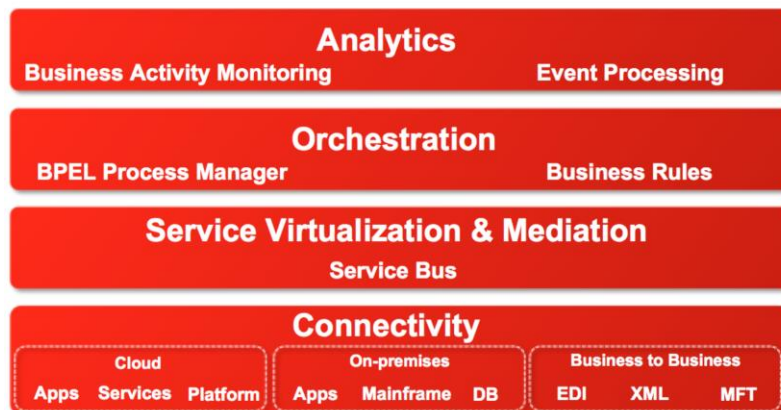 Analytics
Business Activity Monitoring Event Processing
Orchestration
BPEL Process Manager Business Rules
Service Virtualization & Mediation
Service Bus
Connectivity
Cloud On-premises Business to Business
Apps Services Platform Apps Mainframe DB EDI XML MFT